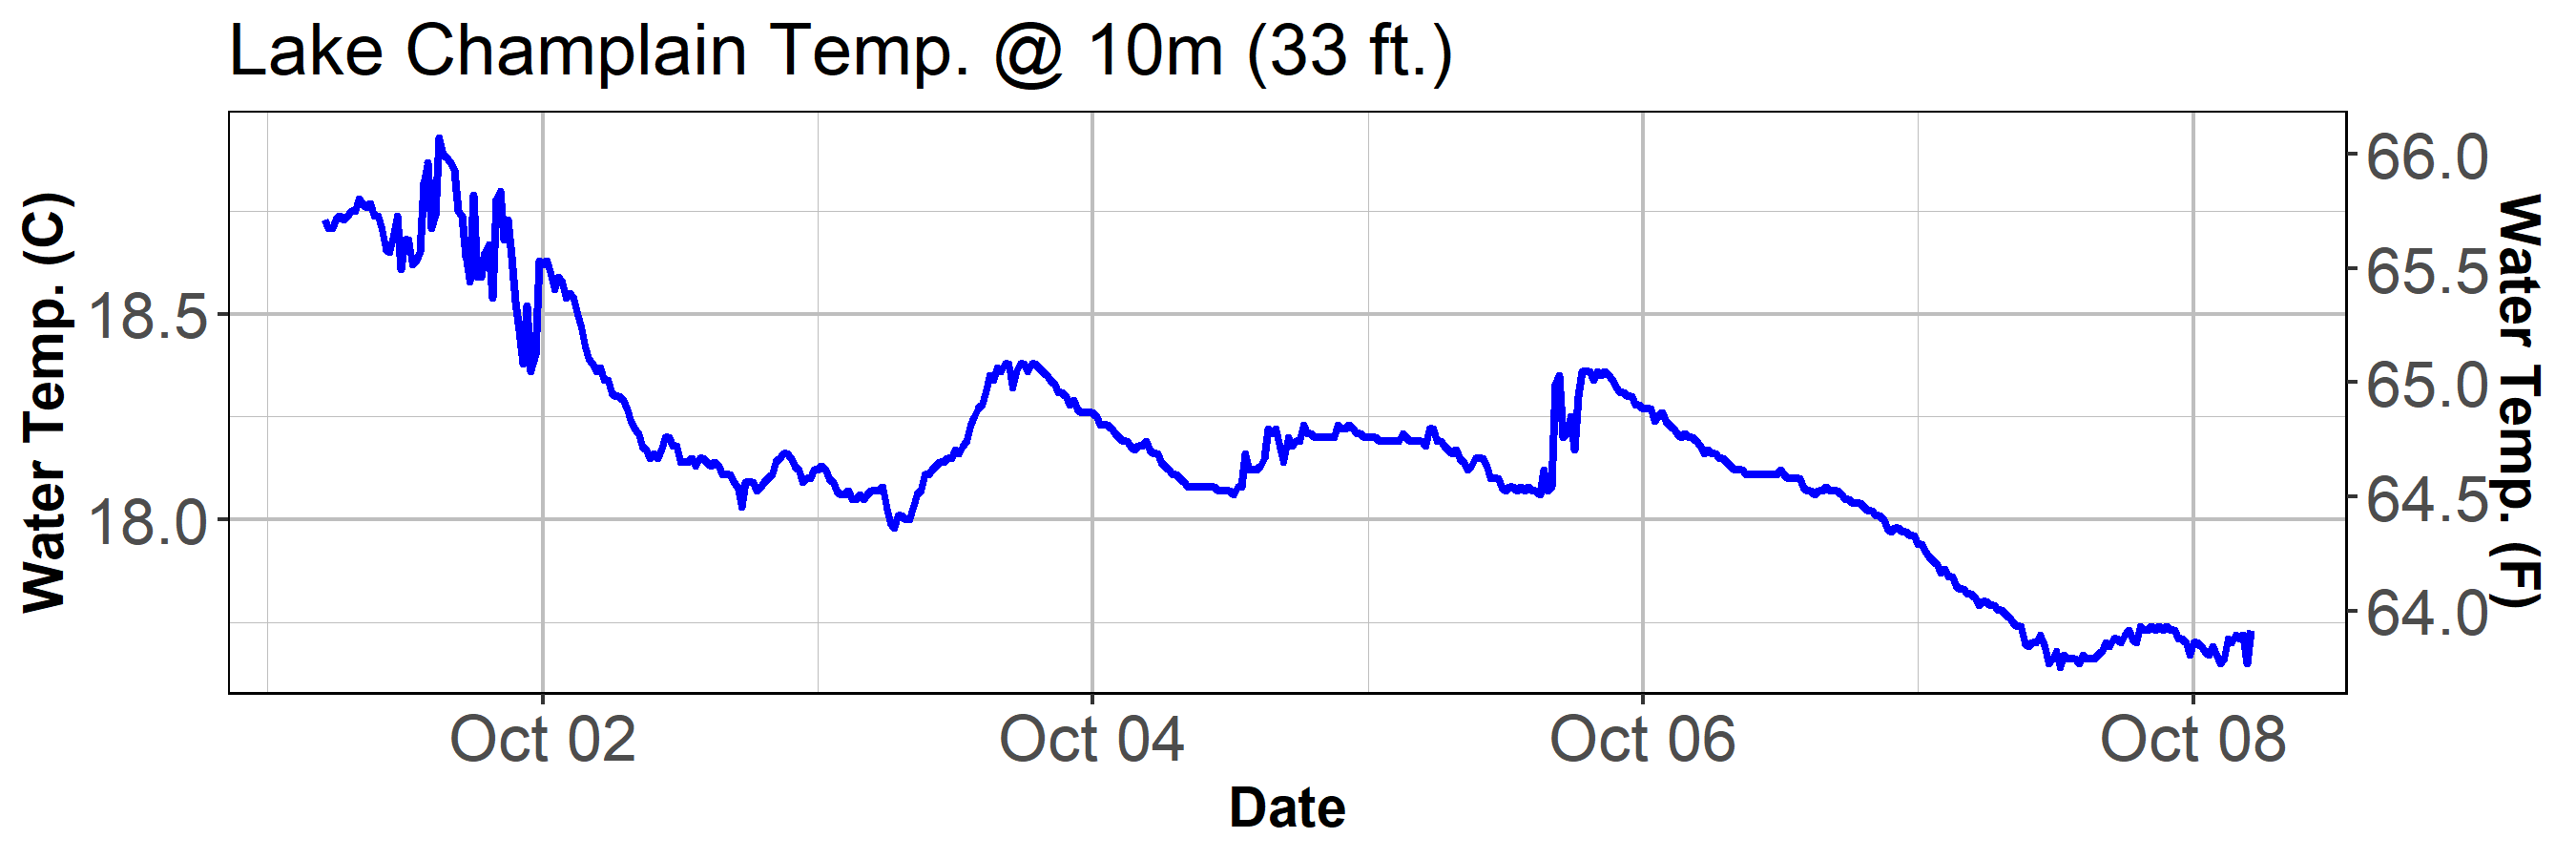 Lake Champlain Temp. @ 10m (33 ft.)
Water Temp. (C)
18.5
18.0
66.0
65.5
65.0
64.5
64.0
Water Temp. (F)
Oct 02 Oct 04 Oct 06 Oct 08
Date